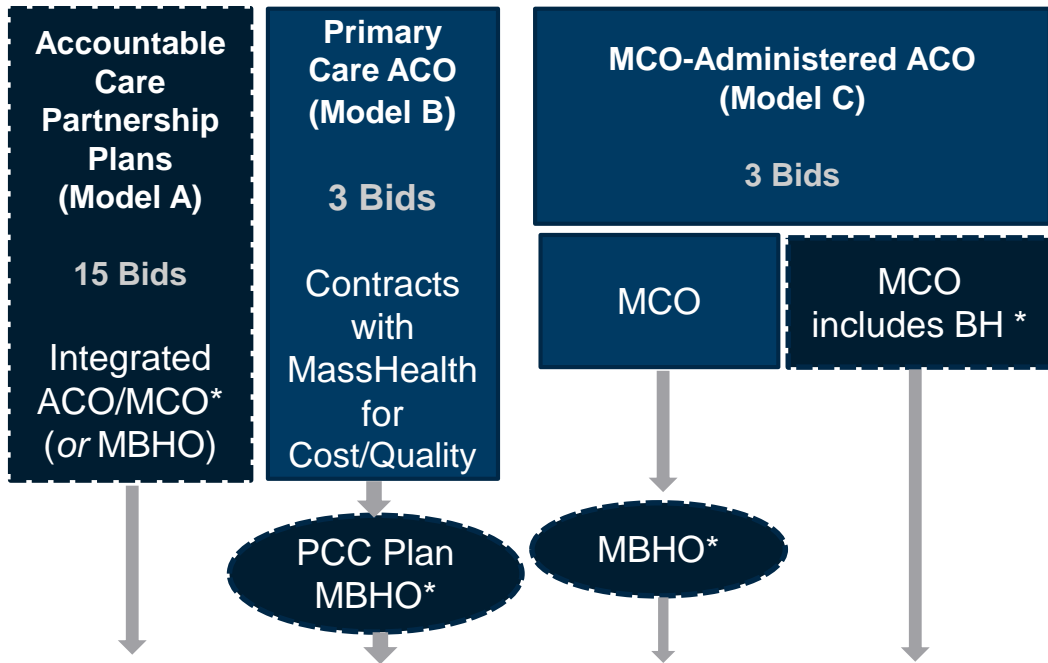 Accountable
Care
Partnership
Plans
(Model A)
15 Bids
Integrated
ACO/MCO*
(or MBHO)
Primary
Care ACO
(Model B)
3 Bids
Contracts
with
MassHealth
for
Cost/Quality
PCC Plan
MBHO*
MCO-Administered ACO
(Model C)
3 Bids
MCO
MBHO*
MCO
includes BH *